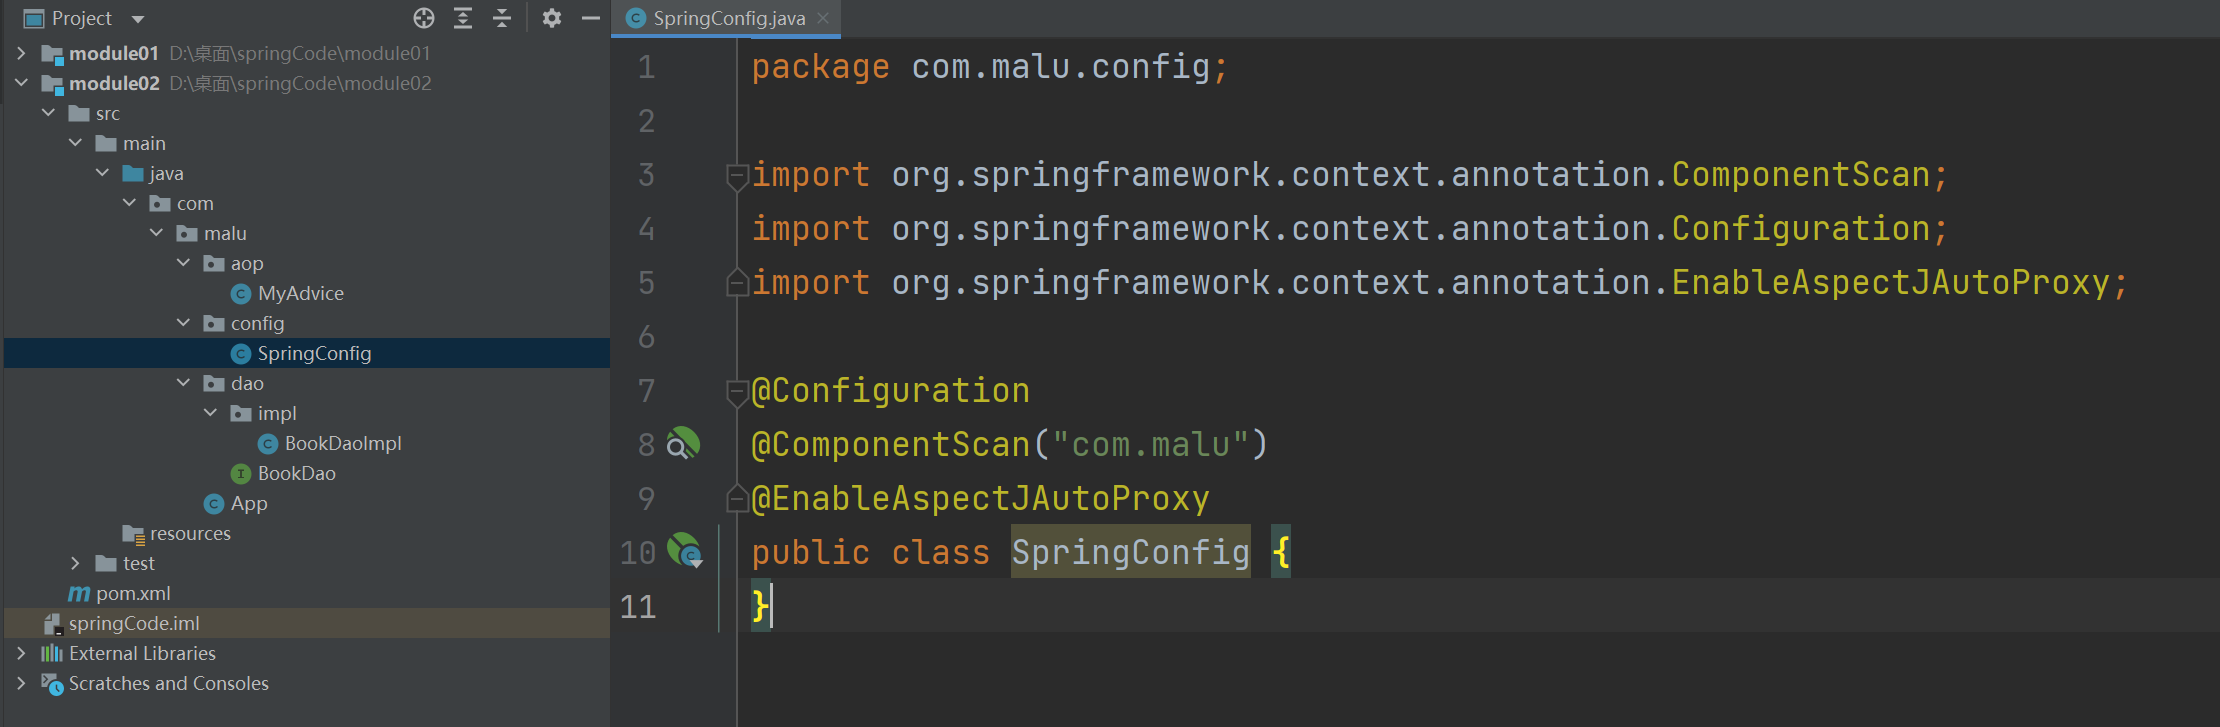 Project
module01 D:\桌面\springCode\module01
module02 D:\桌面\springCode\module02
src
main
java
com
malu
aop
MyAdvice
config
SpringConfig
dao
impl
BookDaoImpl
BookDao
App
resources
test
pom.xml
springCode.iml
External Libraries
Scratches and Consoles
SpringConfig.java
1 package com.malu.config;
2
3 import org.springframework.context.annotation.ComponentScan;
4 import org.springframework.context.annotation.Configuration;
5 import org.springframework.context.annotation.EnableAspectJAutoProxy;
6
7 @Configuration
8 @ComponentScan("com.malu")
9 @EnableAspectJAutoProxy
10 public class SpringConfig {
11 }